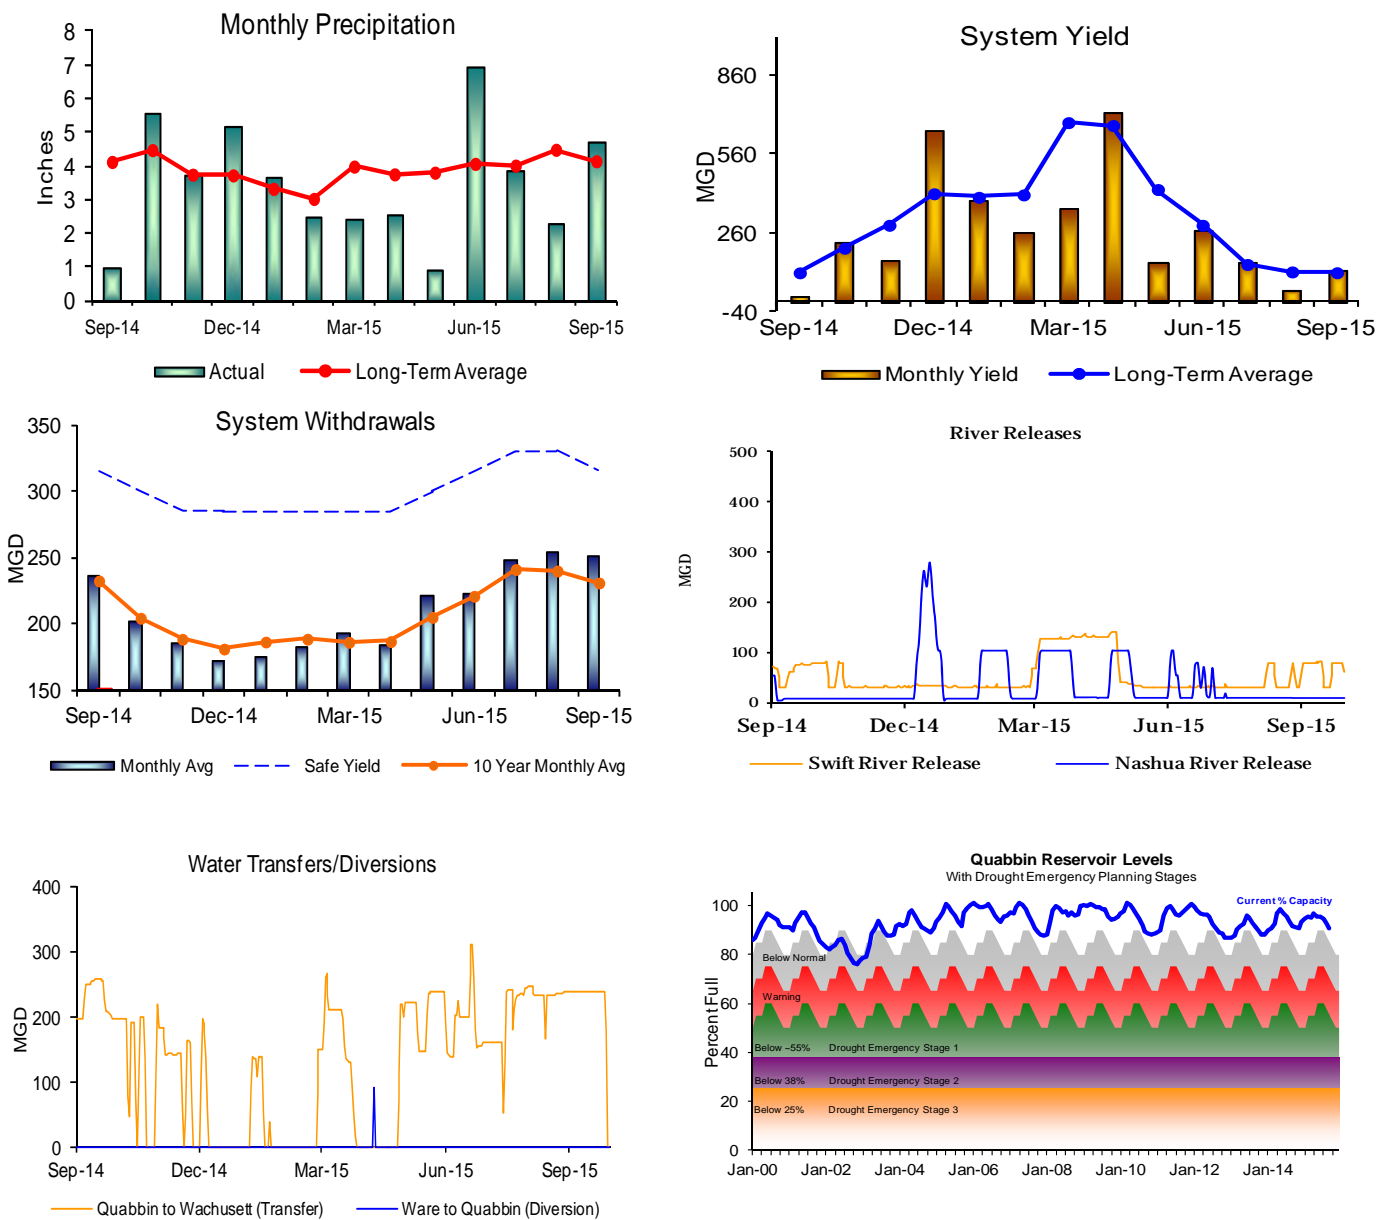 Monthly Precipitation
8
7
6
5
4
3
2
1
0
Inches
Sep-14 Dec-14 Mar-15 Jun-15 Sep-15
Actual Long-Term Average
System Yield
860
560
260
-40
MGD
Sep-14 Dec-14 Mar-15 Jun-15 Sep-15
Monthly Yield Long-Term Average
System Withdrawals
350
300
250
200
150
MGD
Sep-14 Dec-14 Mar-15 Jun-15 Sep-15
Monthly Avg Safe Yield 10 Year Monthly Avg
River Releases
500
400
300
200
100
0
MGD
Sep-14 Dec-14 Mar-15 Jun-15 Sep-15
Swift River Release Nashua River Release
Water Transfers/Diversions
400
300
200
100
0
MGD
Sep-14 Dec-14 Mar-15 Jun-15 Sep-15
Quabbin to Wachusett (Transfer) Ware to Quabbin (Diversion)
Quabbin Reservoir Levels
With Drought Emergency Planning Stages
100
80
60
40
20
0
Percent Full
Current % Capacity
Below Normal
Warning
Below ~55% Drought Emergency Stage 1
Below 38% Drought Emergency Stage 2
Below 25% Drought Emergency Stage 3
Jan-00 Jan-02 Jan-04 Jan-06 Jan-08 Jan-10 Jan-12 Jan-14